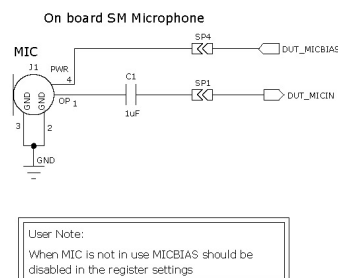 On board SM Microphone
SP4
DUT_MICBIAS
MIC
J1
PWR
4
C1
SP1
GND
GND
OP
1
DUT_MICIN
1uF
3
2
GND
User Note:
When MIC is not in use MICBIAS should be
disabled in the register settings